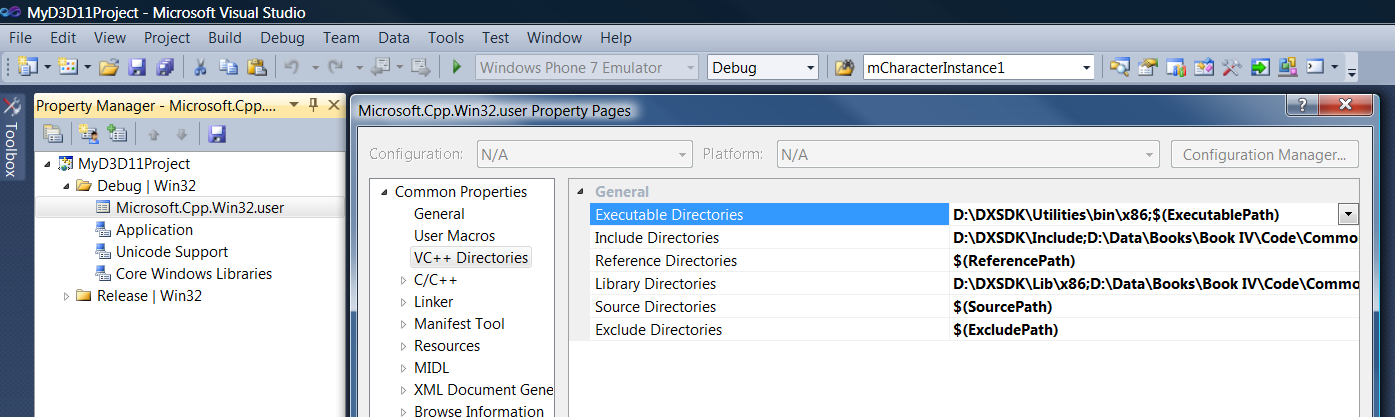 MyD3D11Project - Microsoft Visual Studio
File Edit View Project Build Debug Team Data Tools Test Window Help
Windows Phone 7 Emulator Debug mCharacterInstance1
Toolbox
Property Manager - Microsoft.Cpp....
MyD3D11Project
Debug | Win32
Microsoft.Cpp.Win32.user
Application
Unicode Support
Core Windows Libraries
Release | Win32
Microsoft.Cpp.Win32.user Property Pages
Configuration: N/A Platform: N/A Configuration Manager...
Common Properties
General
User Macros
VC++ Directories
C/C++
Linker
Manifest Tool
Resources
MIDL
XML Document Gene
Browse Information
General
Executable Directories D:\DXSDK\Utilities\bin\x86;$(ExecutablePath)
Include Directories D:\DXSDK\Include;D:\Data\Books\Book IV\Code\Commo
Reference Directories $(ReferencePath)
Library Directories D:\DXSDK\Lib\x86;D:\Data\Books\Book IV\Code\Commo
Source Directories $(SourcePath)
Exclude Directories $(ExcludePath)